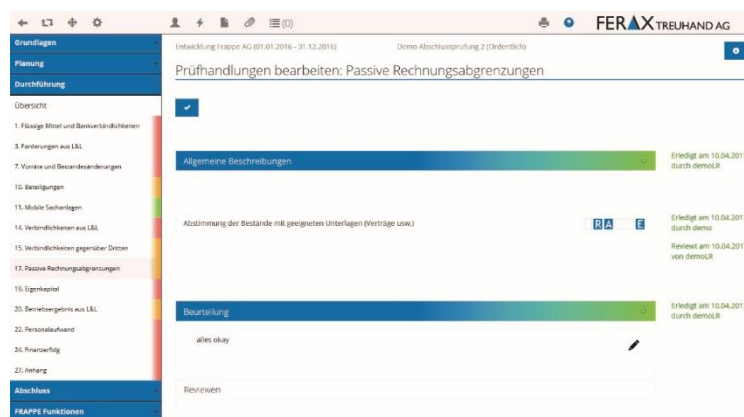 (0)
FERAX TREUHAND AG
Grundlagen
Planung
Durchführung
Übersicht
1. Flüssige Mittel und Bankverbindlichkeiten
3. Forderungen aus L&L
7. Vorräte und Bestandesänderungen
10. Beteiligungen
11. Mobile Sachanlagen
14. Verbindlichkeiten aus L&L
15. Verbindlichkeiten gegenüber Dritten
17. Passive Rechnungsabgrenzungen
19. Eigenkapital
20. Betriebsergebnis aus L&L
22. Personalaufwand
24. Finanzerfolg
27. Anhang
Abschluss
FRAPPE Funktionen
Entwicklung Frappe AG (01.01.2016 - 31.12.2016) Demo Abschlussprüfung 2 (Ordentlich)
Prüfhandlungen bearbeiten: Passive Rechnungsabgrenzungen
Allgemeine Beschreibungen
Erledigt am 10.04.201
durch demoLR
Abstimmung der Bestände mit geeigneten Unterlagen (Verträge usw.)
R A E
Erledigt am 10.04.201
durch demo
Reviewt am 10.04.201
von demoLR
Beurteilung
Erledigt am 10.04.201
durch demoLR
alles okay
Reviewen